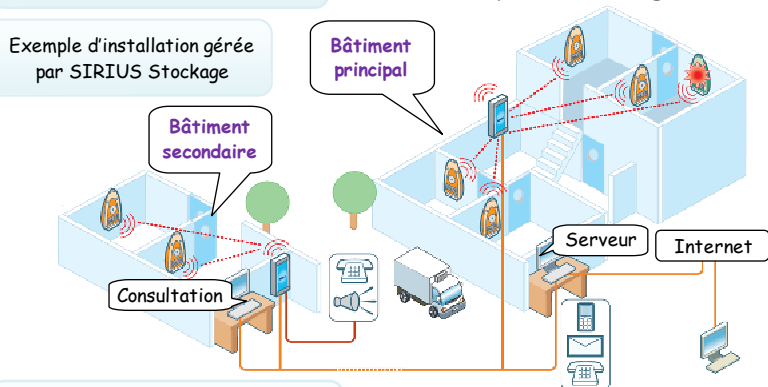 Exemple d'installation gérée
par SIRIUS Stockage
Bâtiment
principal
Bâtiment
secondaire
Serveur
Internet
Consultation